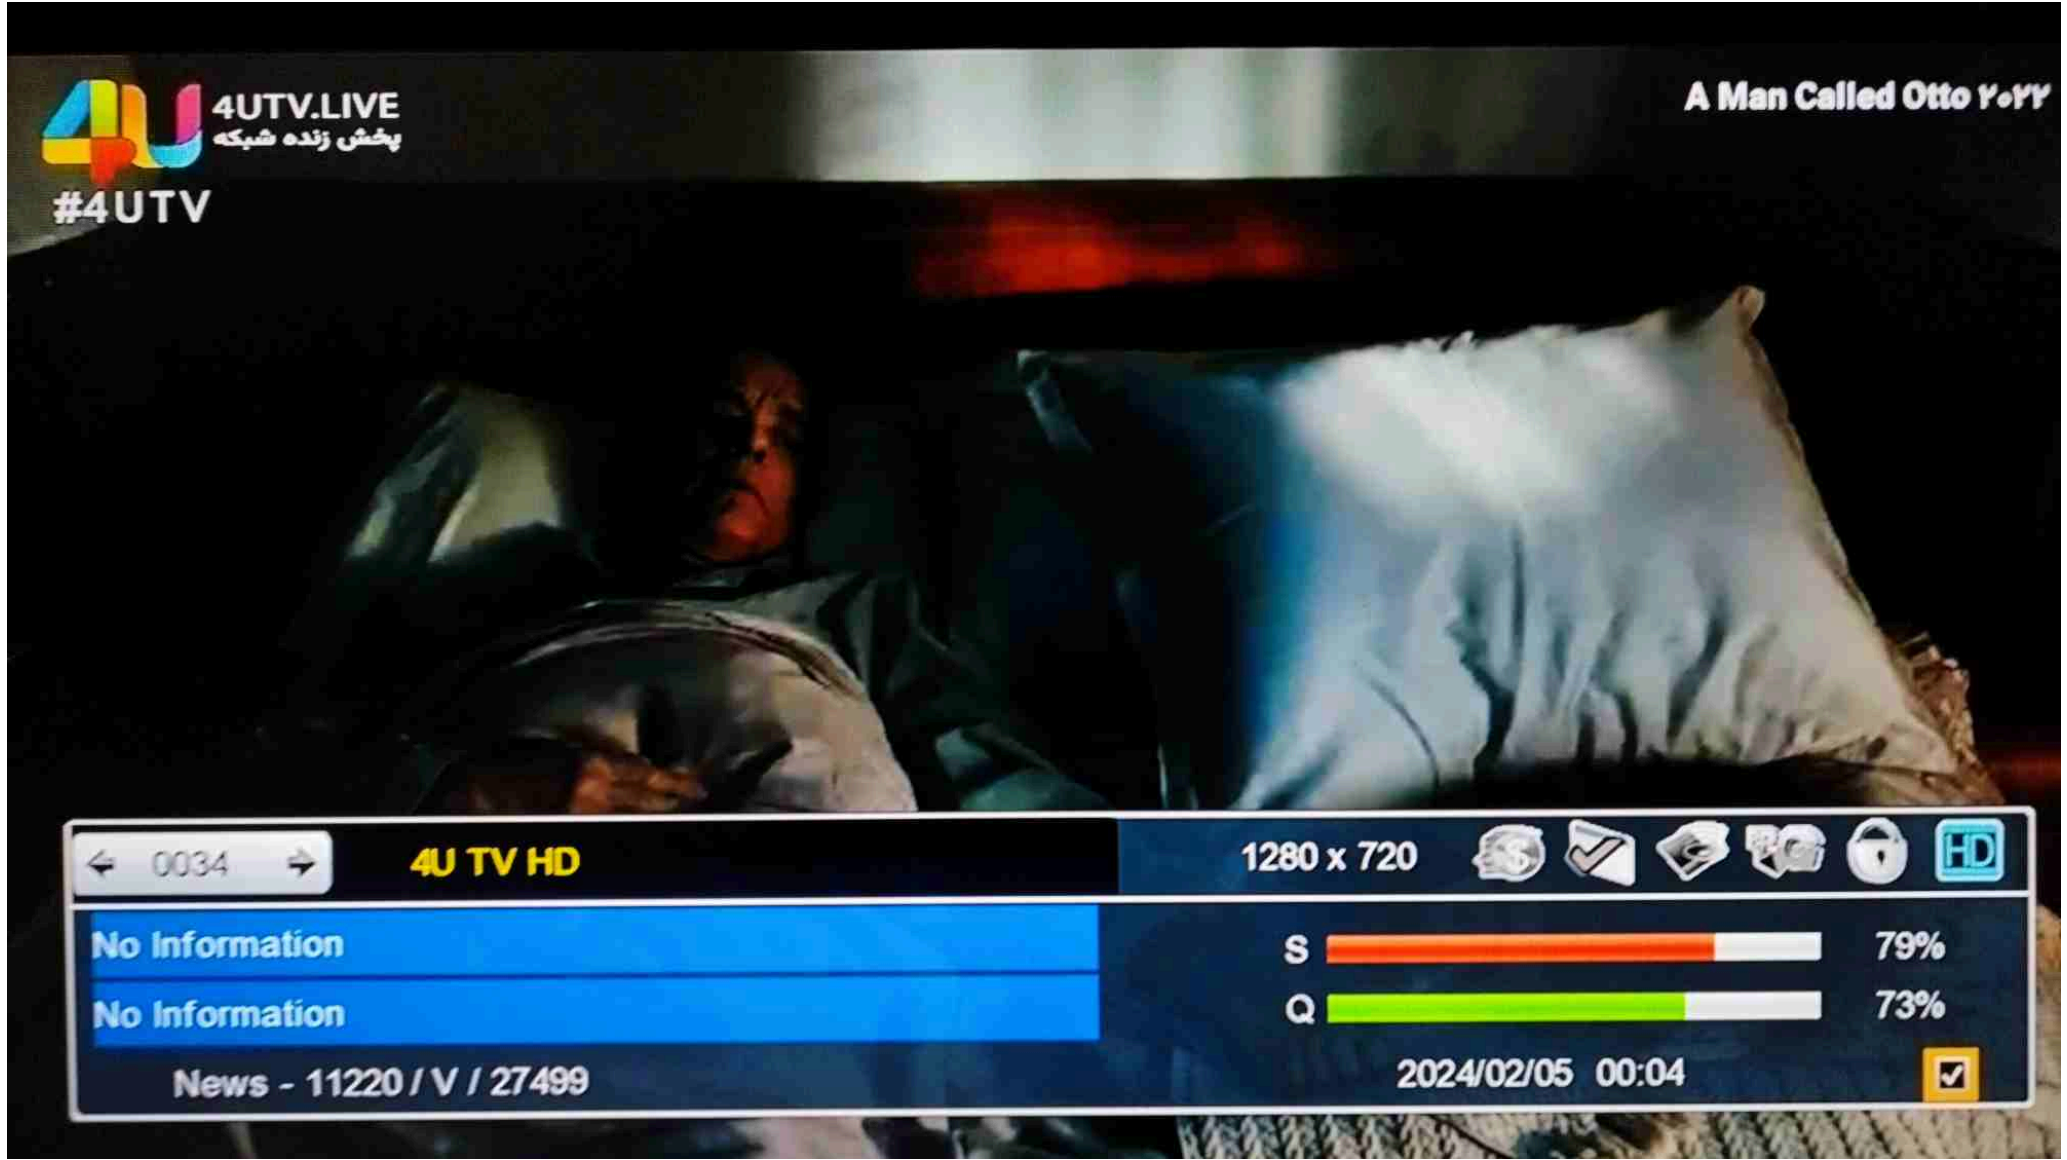 4U
4UTV.LIVE
پخش زنده شبکه
#4UTV
A Man Called Otto ۲۰۲۲
0034
4U TV HD
1280 x 720
$
HD
No Information
S
79%
No Information
Q
73%
News - 11220 / V / 27499
2024/02/05 00:04